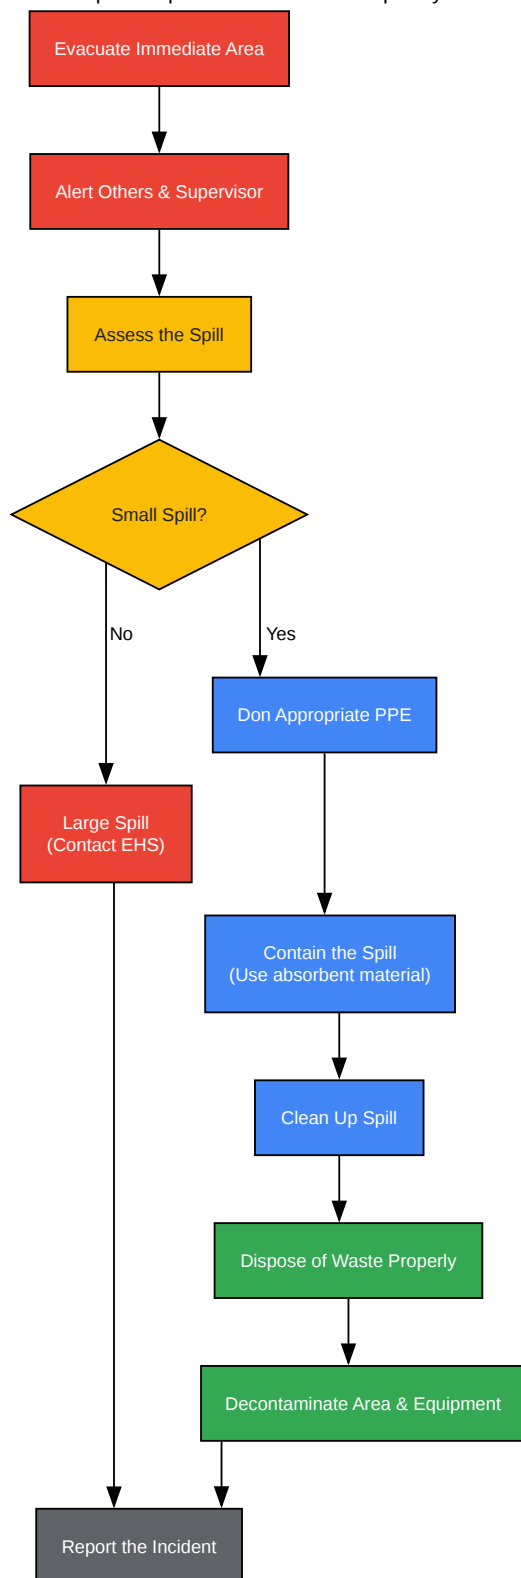 Evacuate Immediate Area
Alert Others & Supervisor
Assess the Spill
Small Spill?
No
Yes
Don Appropriate PPE
Large Spill
(Contact EHS)
Contain the Spill
(Use absorbent material)
Clean Up Spill
Dispose of Waste Properly
Decontaminate Area & Equipment
Report the Incident